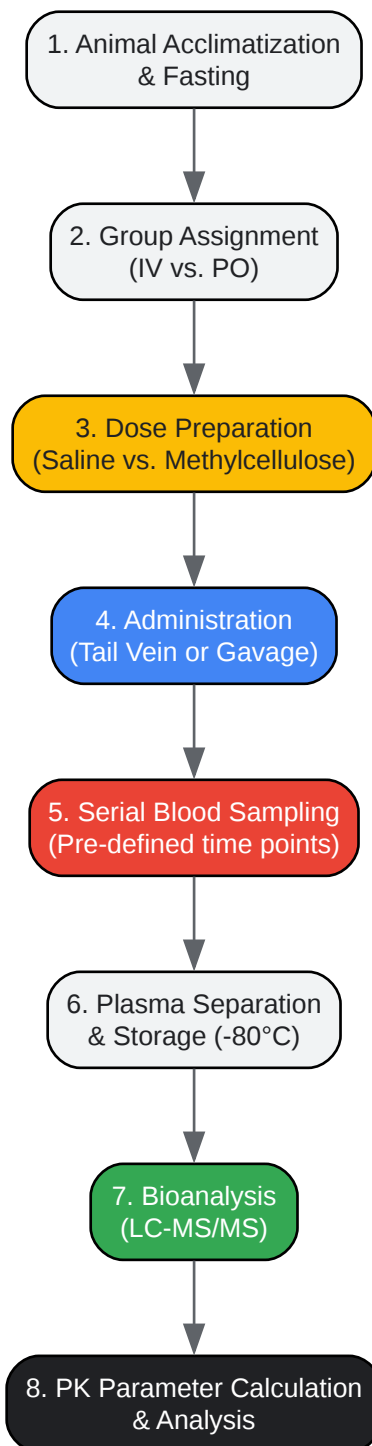 1. Animal Acclimatization
& Fasting
2. Group Assignment
(IV vs. PO)
3. Dose Preparation
(Saline vs. Methylcellulose)
4. Administration
(Tail Vein or Gavage)
5. Serial Blood Sampling
(Pre-defined time points)
6. Plasma Separation
& Storage (-80°C)
7. Bioanalysis
(LC-MS/MS)
8. PK Parameter Calculation
& Analysis